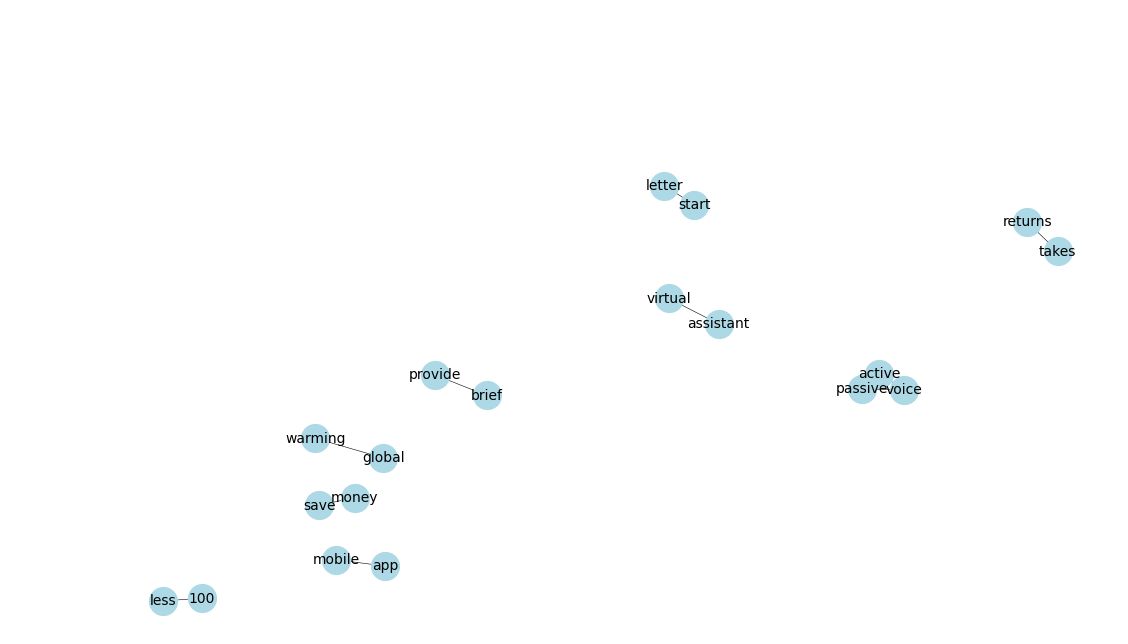 letter
start
returns
takes
virtual
assistant
provide
brief
active
passive
voice
warming
global
money
save
mobile
app
less
100